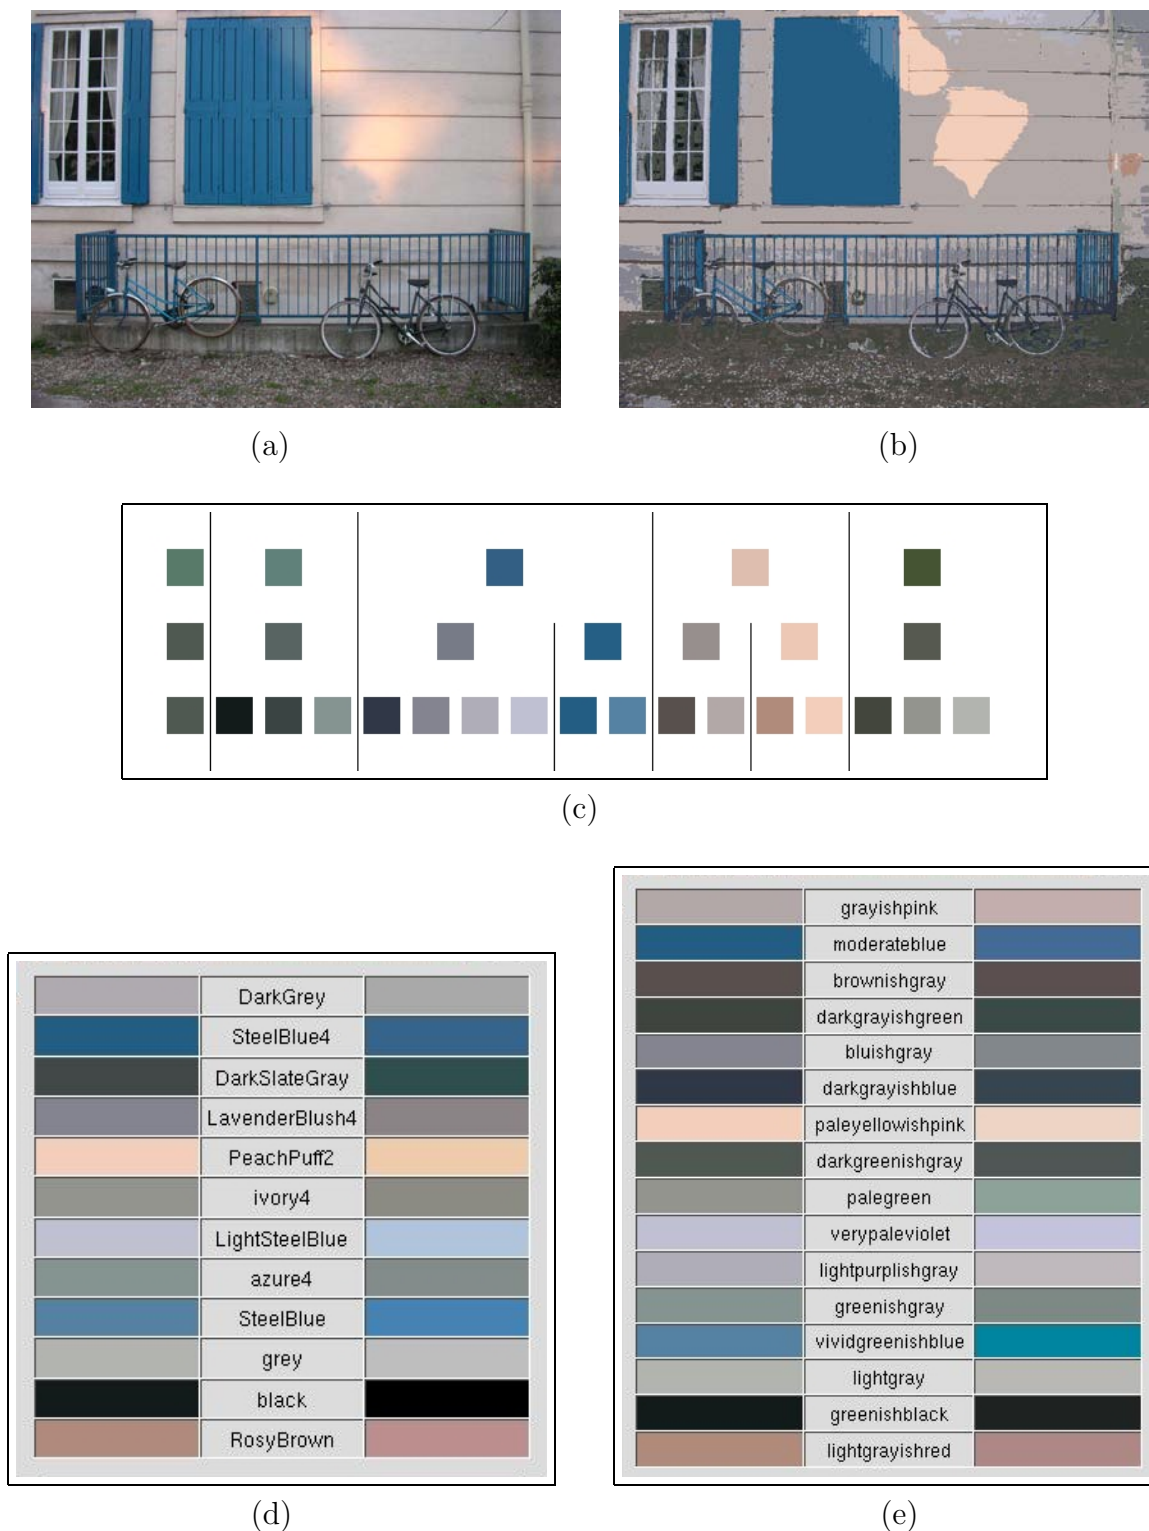 (a)
(b)
(c)
DarkGrey
SteelBlue4
DarkSlateGray
LavenderBlush4
PeachPuff2
ivory4
LightSteelBlue
azure4
SteelBlue
grey
black
RosyBrown
(d)
grayishpink
moderateblue
brownishgray
darkgrayishgreen
bluishgray
darkgrayishblue
paleyellowishpink
darkgreenishgray
palegreen
verypaleviolet
lightpurplishgray
greenishgray
vividgreenishblue
lightgray
greenishblack
lightgrayishred
(e)